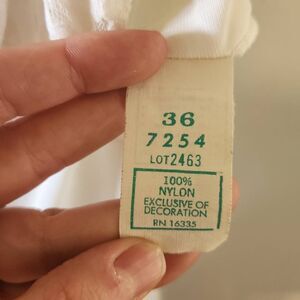 36
7254
LOT2463
100%
NYLON
EXCLUSIVE OF
DECORATION
RN 16335